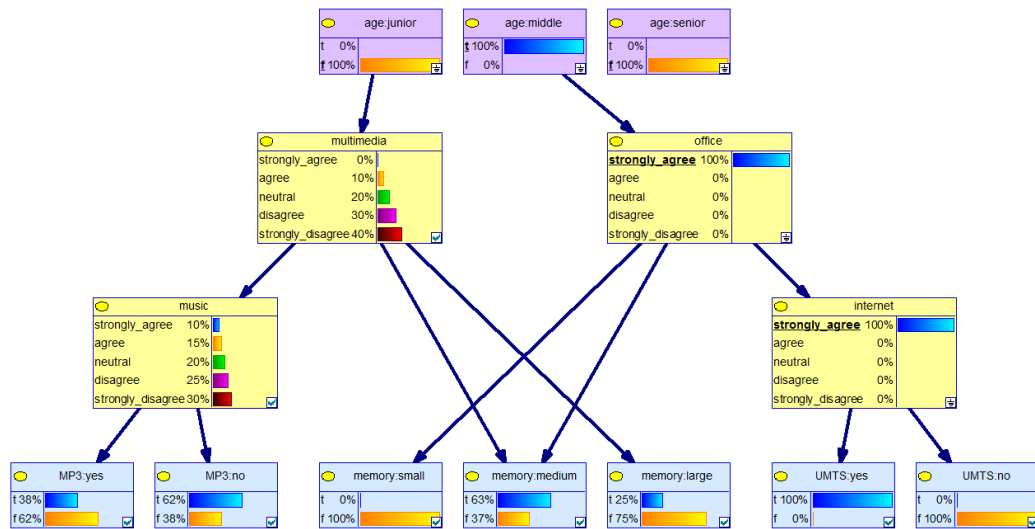 age:junior
t 0%
f 100%
age:middle
t 100%
f 0%
age:senior
t 0%
f 100%
multimedia
strongly_agree 0%
agree 10%
neutral 20%
disagree 30%
strongly_disagree 40%
office
strongly_agree 100%
agree 0%
neutral 0%
disagree 0%
strongly_disagree 0%
music
strongly_agree 10%
agree 15%
neutral 20%
disagree 25%
strongly_disagree 30%
internet
strongly_agree 100%
agree 0%
neutral 0%
disagree 0%
strongly_disagree 0%
MP3:yes
t 38%
f 62%
MP3:no
t 62%
f 38%
memory:small
t 0%
f 100%
memory:medium
t 63%
f 37%
memory:large
t 25%
f 75%
UMTS:yes
t 100%
f 0%
UMTS:no
t 0%
f 100%